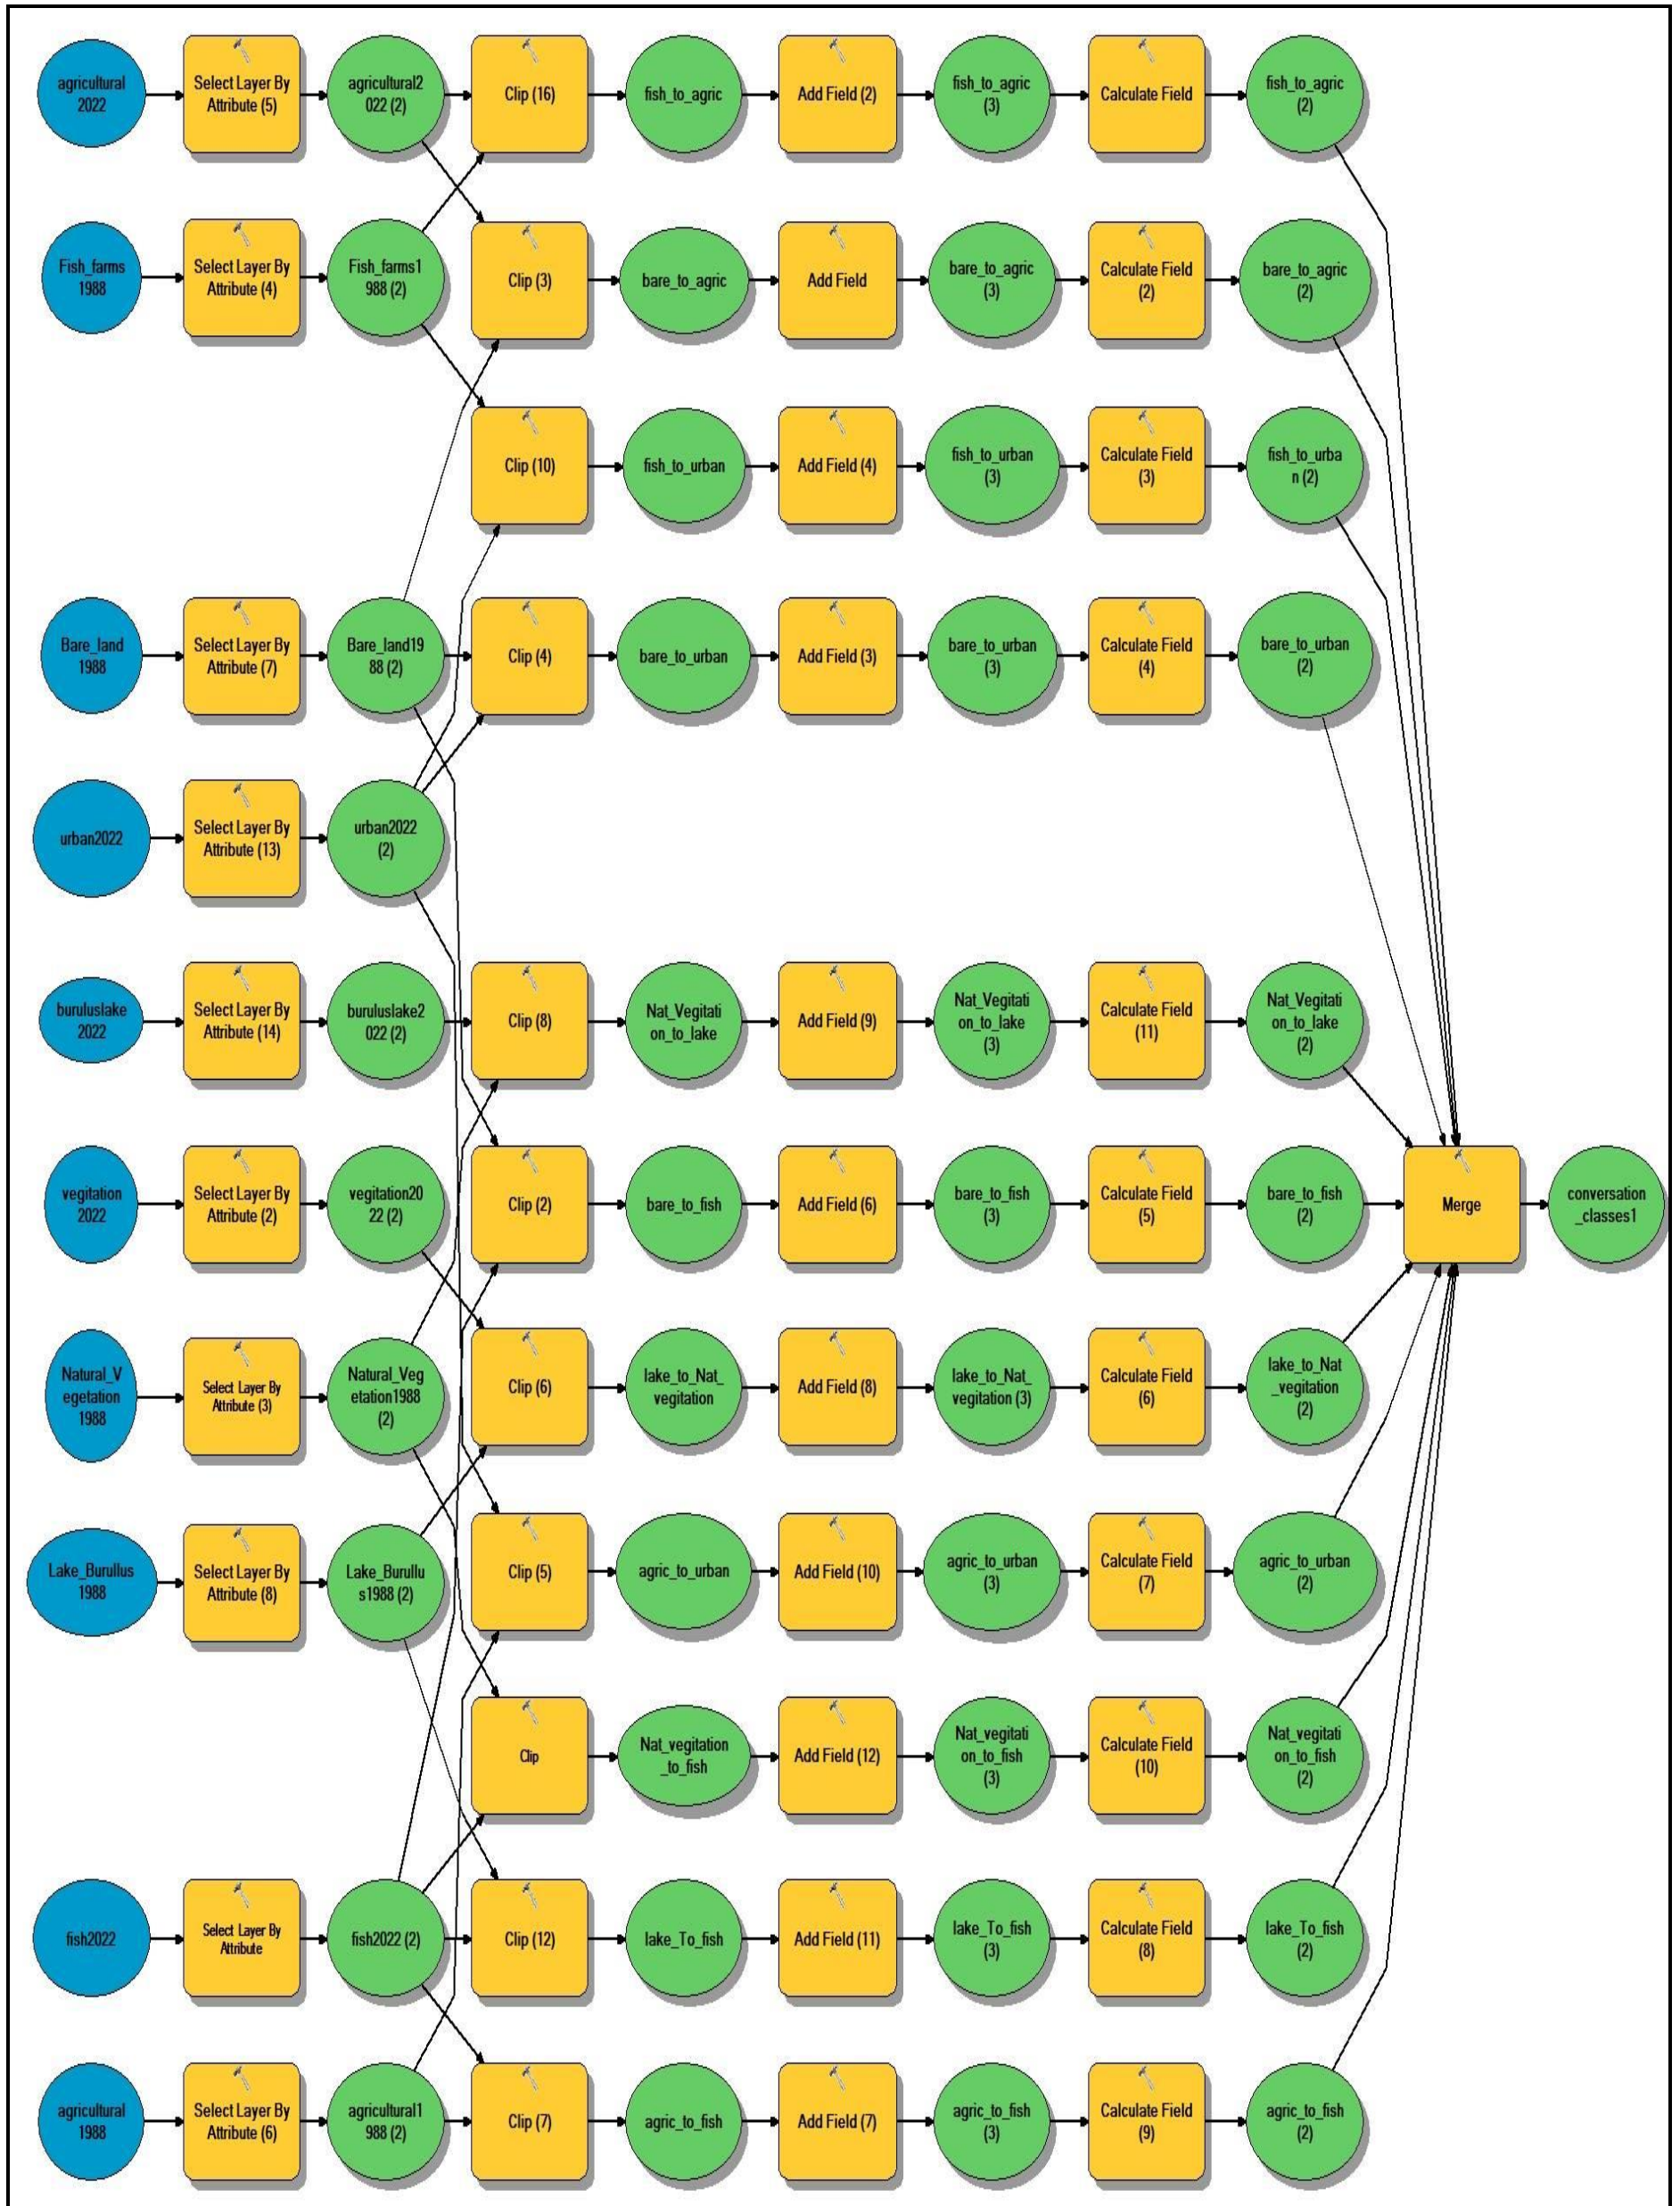 agricultural
2022
Select Layer By
Attribute (5)
agricultural2
022 (2)
Clip (16)
fish_to_agric
Add Field (2)
fish_to_agric
(3)
Calculate Field
fish_to_agric
(2)
Fish_farms
1988
Select Layer By
Attribute (4)
Fish_farms1
988 (2)
Clip (3)
bare_to_agric
Add Field
bare_to_agric
(3)
Calculate Field
(2)
bare_to_agric
(2)
Clip (10)
fish_to_urban
Add Field (4)
fish_to_urban
(3)
Calculate Field
(3)
fish_to_urba
n (2)
Bare_land
1988
Select Layer By
Attribute (7)
Bare_land19
88 (2)
Clip (4)
bare_to_urban
Add Field (3)
bare_to_urban
(3)
Calculate Field
(4)
bare_to_urban
(2)
urban2022
Select Layer By
Attribute (13)
urban2022
(2)
buruluslake
2022
Select Layer By
Attribute (14)
buruluslake2
022 (2)
Clip (8)
Nat_Vegitati
on_to_lake
Add Field (9)
Nat_Vegitati
on_to_lake
(3)
Calculate Field
(11)
Nat_Vegitati
on_to_lake
(2)
vegitation
2022
Select Layer By
Attribute (2)
vegitation20
22 (2)
Clip (2)
bare_to_fish
Add Field (6)
bare_to_fish
(3)
Calculate Field
(5)
bare_to_fish
(2)
Merge
conversation
_classes1
Natural_V
egetation
1988
Select Layer By
Attribute (3)
Natural_Veg
etation1988
(2)
Clip (6)
lake_to_Nat_
vegitation
Add Field (8)
lake_to_Nat_
vegitation (3)
Calculate Field
(6)
lake_to_Nat
_vegitation
(2)
Lake_Burullus
1988
Select Layer By
Attribute (8)
Lake_Burullu
s1988 (2)
Clip (5)
agric_to_urban
Add Field (10)
agric_to_urban
(3)
Calculate Field
(7)
agric_to_urban
(2)
Clip
Nat_vegitation
_to_fish
Add Field (12)
Nat_vegitati
on_to_fish
(3)
Calculate Field
(10)
Nat_vegitati
on_to_fish
(2)
fish2022
Select Layer By
Attribute
fish2022 (2)
Clip (12)
lake_To_fish
Add Field (11)
lake_To_fish
(3)
Calculate Field
(8)
lake_To_fish
(2)
agricultural
1988
Select Layer By
Attribute (6)
agricultural1
988 (2)
Clip (7)
agric_to_fish
Add Field (7)
agric_to_fish
(3)
Calculate Field
(9)
agric_to_fish
(2)